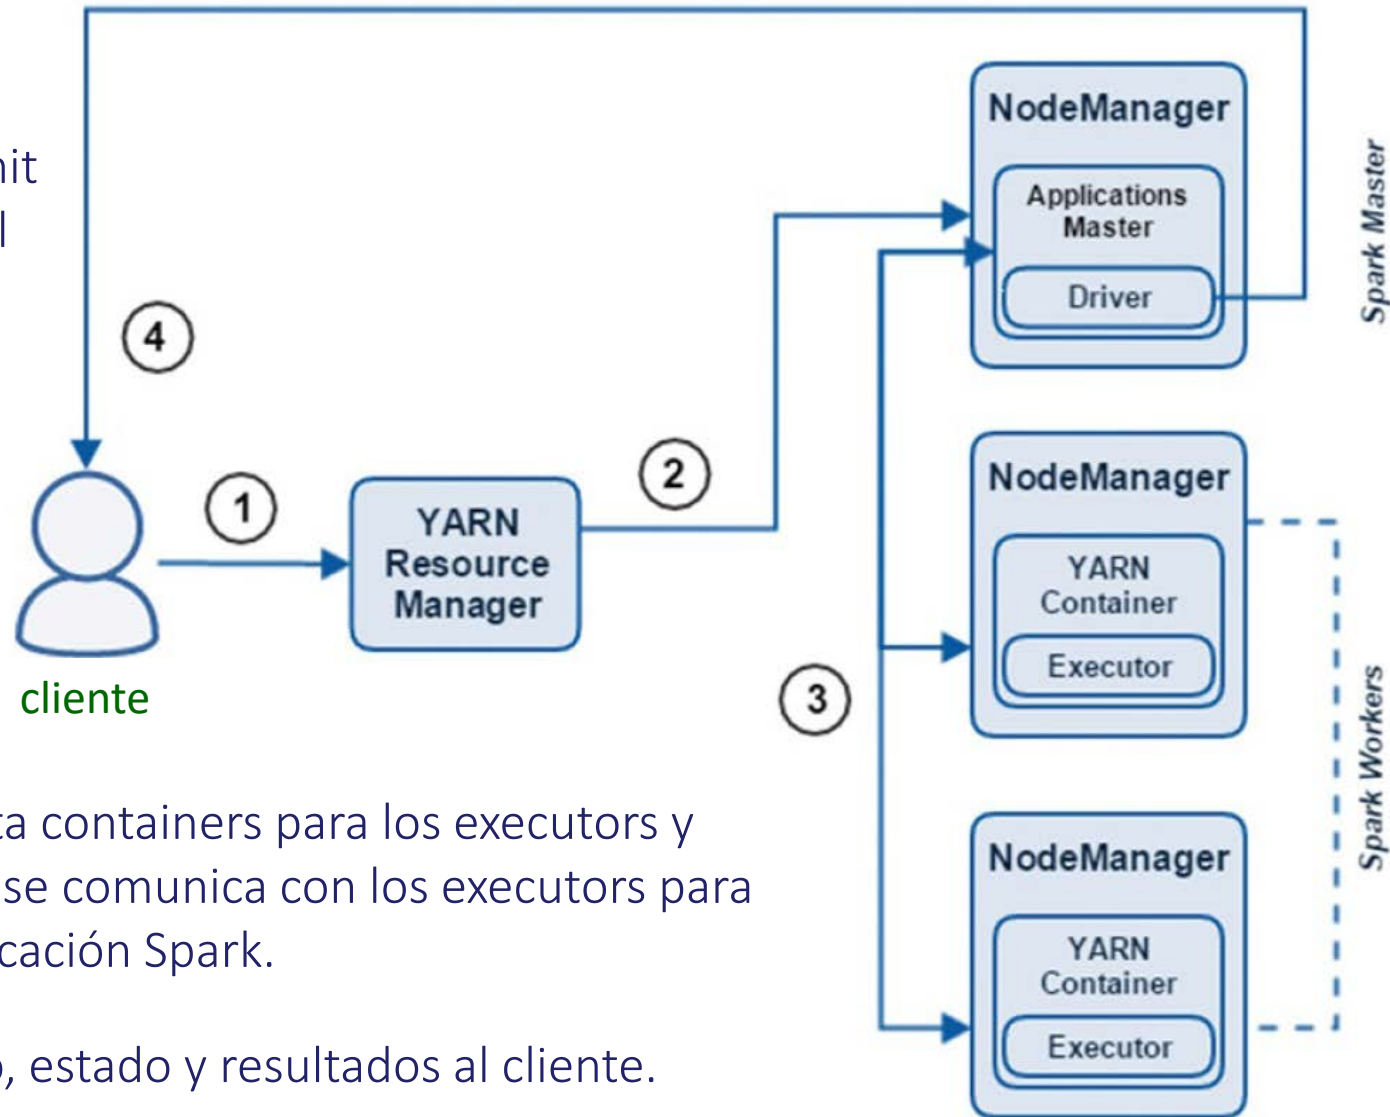 nit
l
NodeManager
Applications
Master
Driver
Spark Master
4
1
YARN
Resource
Manager
2
cliente
3
NodeManager
YARN
Container
Executor
Spark Workers
NodeManager
YARN
Container
Executor
ta containers para los executors y
se comunica con los executors para
cación Spark.
, estado y resultados al cliente.